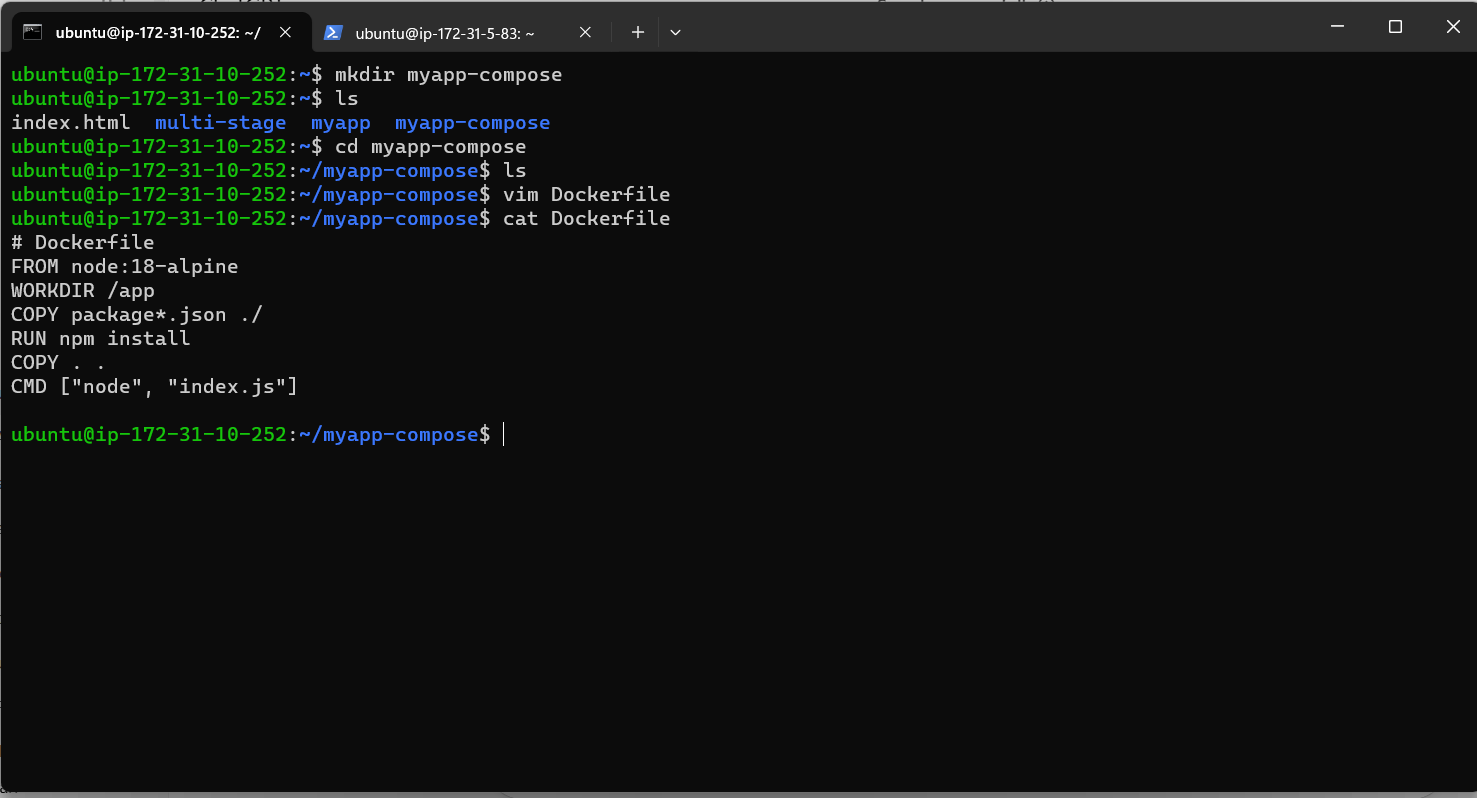 ubuntu@ip-172-31-10-252: ~/
ubuntu@ip-172-31-5-83: ~
ubuntu@ip-172-31-10-252:~$ mkdir myapp-compose
ubuntu@ip-172-31-10-252:~$ ls
index.html  multi-stage  myapp  myapp-compose
ubuntu@ip-172-31-10-252:~$ cd myapp-compose
ubuntu@ip-172-31-10-252:~/myapp-compose$ ls
ubuntu@ip-172-31-10-252:~/myapp-compose$ vim Dockerfile
ubuntu@ip-172-31-10-252:~/myapp-compose$ cat Dockerfile
# Dockerfile
FROM node:18-alpine
WORKDIR /app
COPY package*.json ./
RUN npm install
COPY . .
CMD ["node", "index.js"]
ubuntu@ip-172-31-10-252:~/myapp-compose$